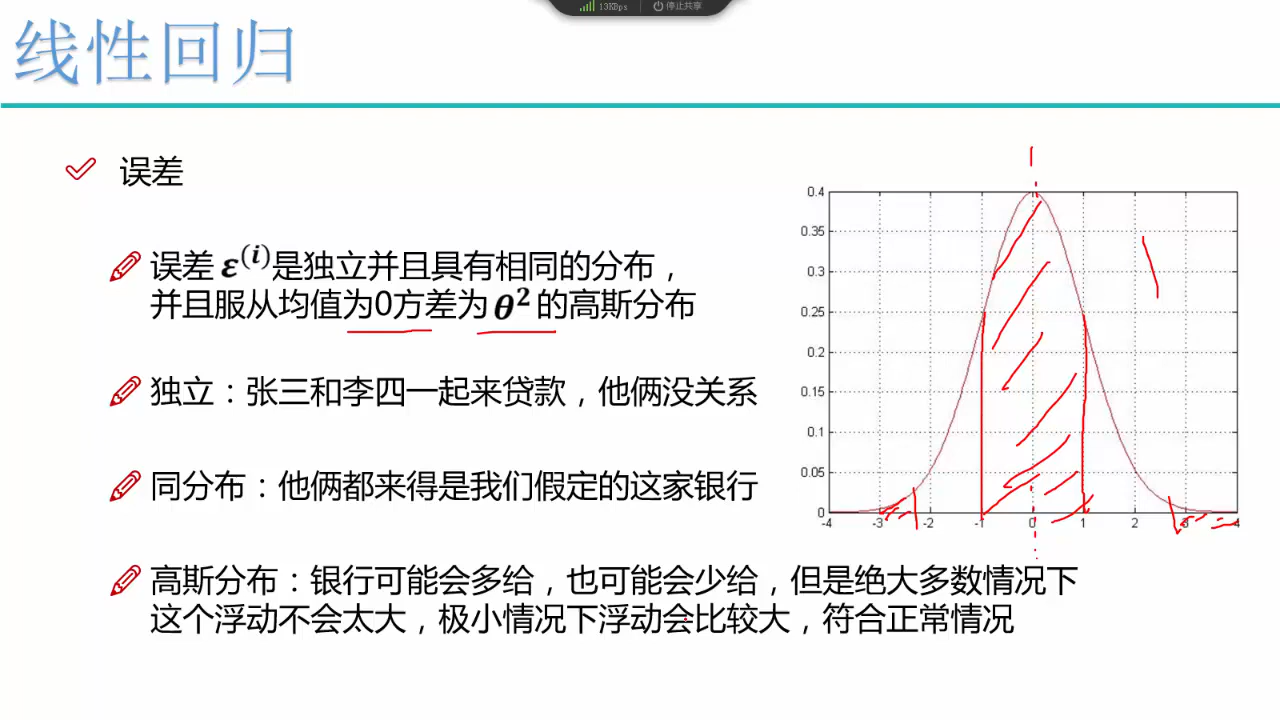 13KBps 停止共享
线性回归
误差
误差 ε⁽ⁱ⁾是独立并且具有相同的分布，
并且服从均值为0方差为 θ² 的高斯分布
独立：张三和李四一起来贷款，他俩没关系
同分布：他俩都来得是我们假定的这家银行
高斯分布：银行可能会多给，也可能会少给，但是绝大多数情况下
这个浮动不会太大，极小情况下浮动会比较大，符合正常情况
0.4
0.35
0.3
0.25
0.2
0.15
0.1
0.05
0
-4 -3 -2 -1 0 1 2 3 4